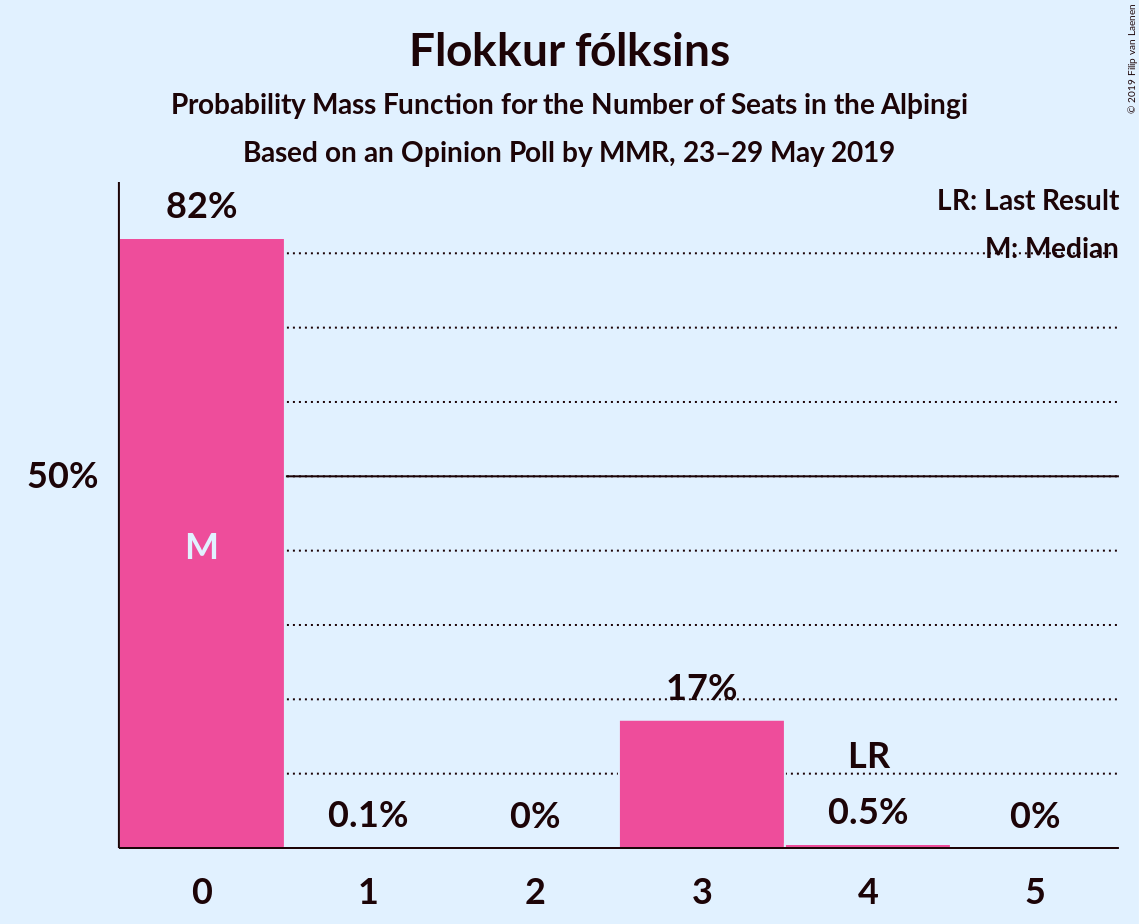 Flokkur fólksins
Probability Mass Function for the Number of Seats in the Alþingi
Based on an Opinion Poll by MMR, 23–29 May 2019
© 2019 Filip van Laenen
LR: Last Result
M: Median
82%
50%
M
17%
LR
0.1%
0%
0.5%
0%
0
1
2
3
4
5